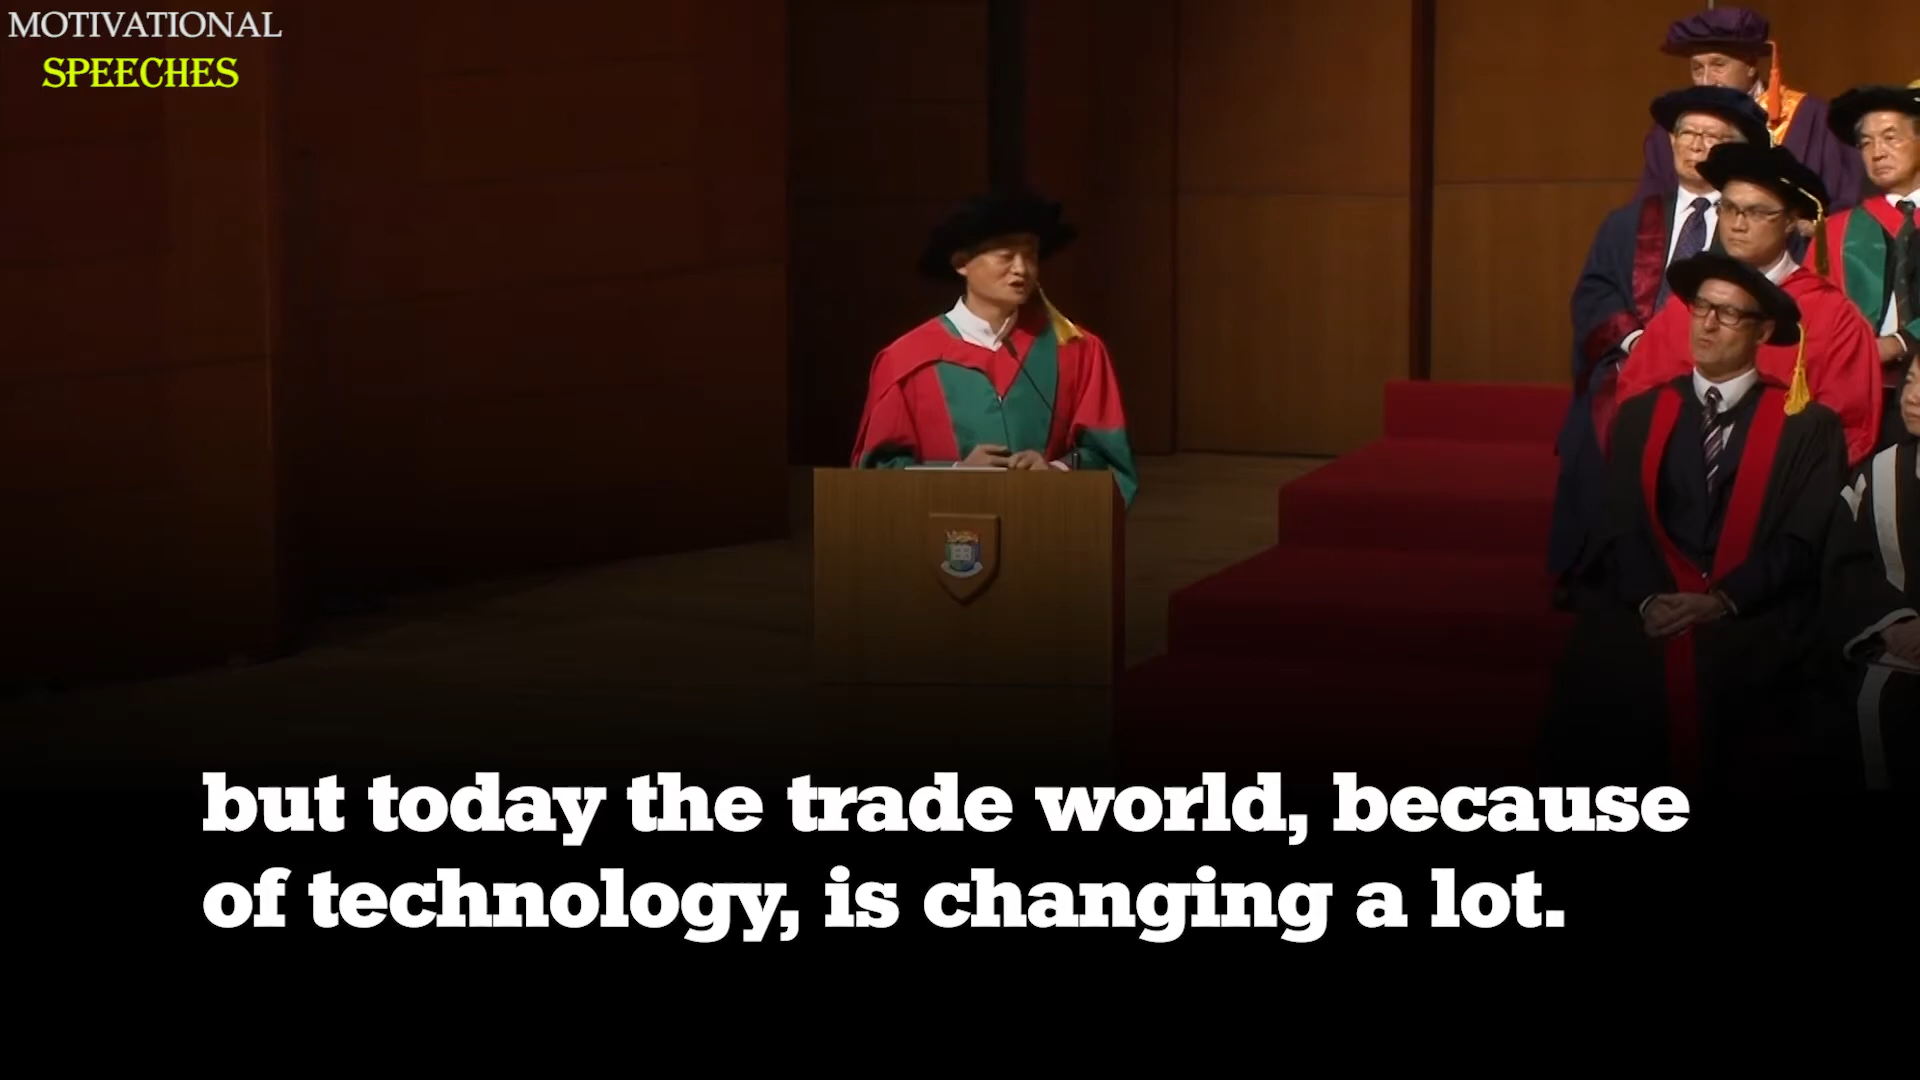 MOTIVATIONAL
SPEECHES
but today the trade world, because
of technology, is changing a lot.